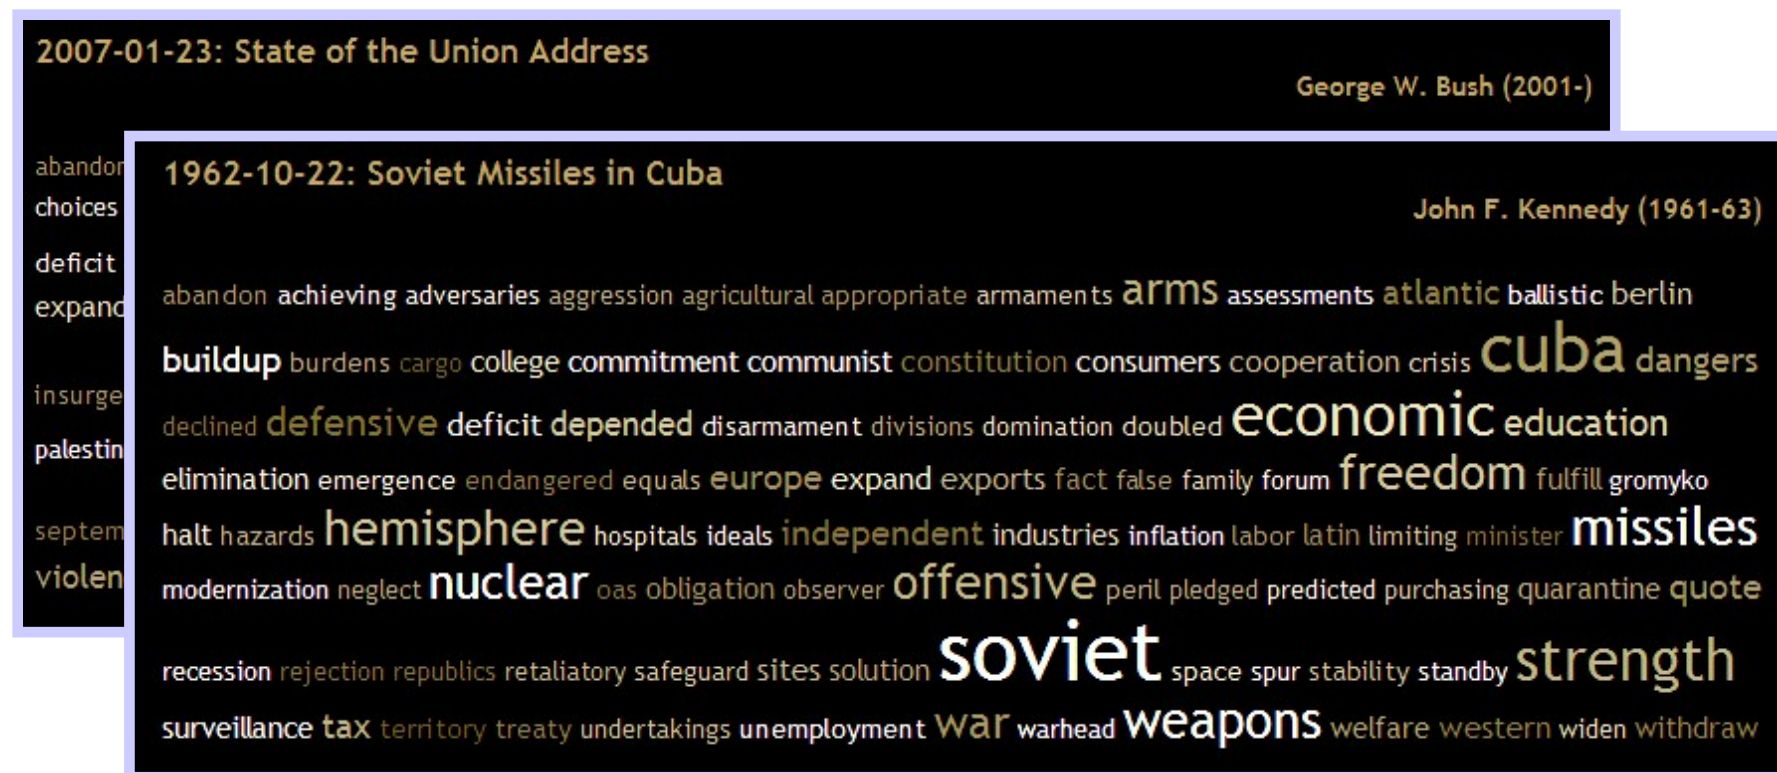 2007-01-23: State of the Union Address
George W. Bush (2001-)
abandon
choices
deficit
expand
palestin
septem
violen
1962-10-22: Soviet Missiles in Cuba
John F. Kennedy (1961-63)
abandon achieving adversaries aggression agricultural appropriate armaments arms assessments atlantic ballistic berlin
buildup burdens cargo college commitment communist constitution consumers cooperation crisis cuba dangers
declined defensive deficit depended disarmament divisions domination doubled economic education
elimination emergence endangered equals europe expand exports fact false family forum freedom fulfill gromyko
halt hazards hemisphere hospitals ideals independent industries inflation labor latin limiting minister missiles
modernization neglect nuclear oas obligation observer offensive peril pledged predicted purchasing quarantine quote
recession rejection republics retaliatory safeguard sites solution soviet space spur stability standby strength
surveillance tax territory treaty undertakings unemployment war warhead weapons welfare western widen withdraw